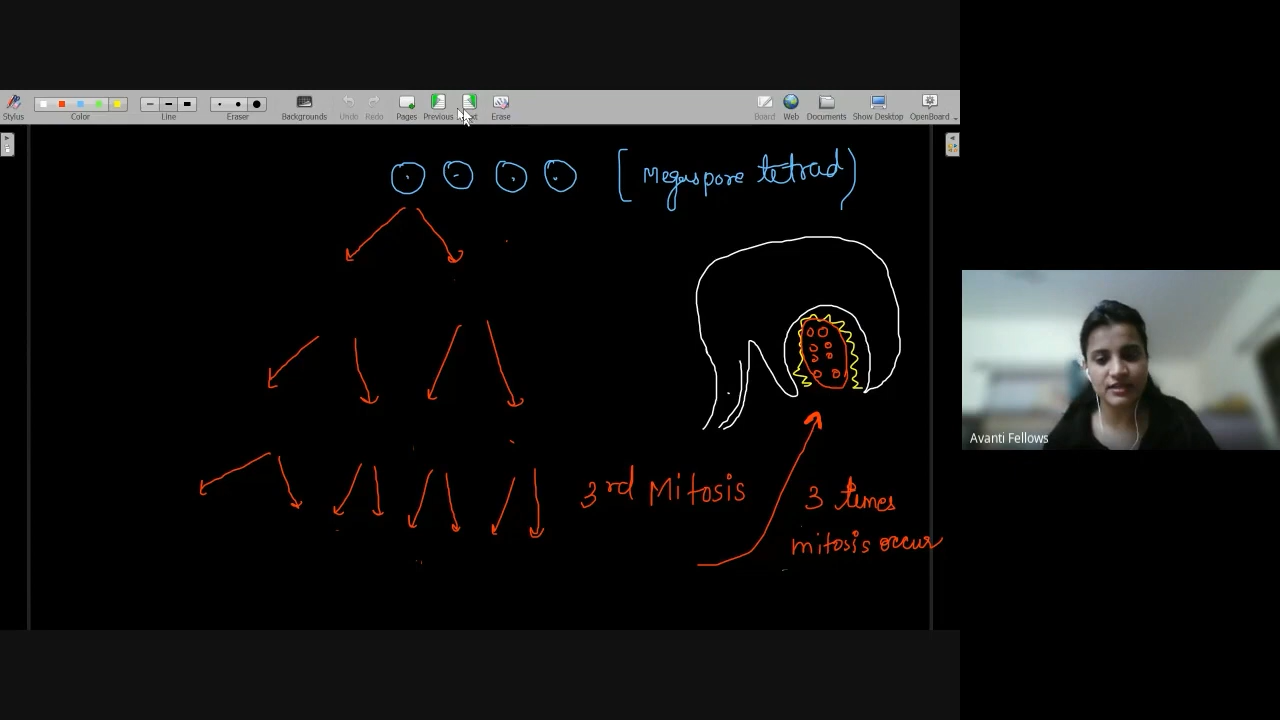 Stylus
Color
Line
Eraser
Backgrounds
Undo
Redo
Pages
Previous
Erase
Board
Web
Documents
Show Desktop
OpenBoard
[Megaspore tetrad)
3rd Mitosis
3 times
mitosis occur
Avanti Fellows